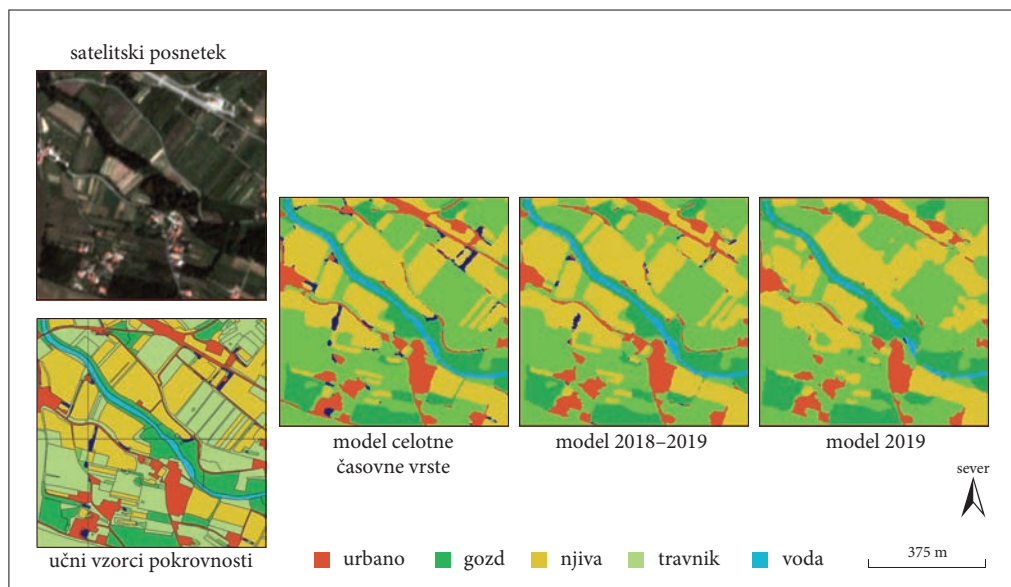 satelitski posnetek
učni vzorci pokrovnosti
model celotne
časovne vrste
model 2018–2019
model 2019
sever
urbano
gozd
njiva
travnik
voda
375 m